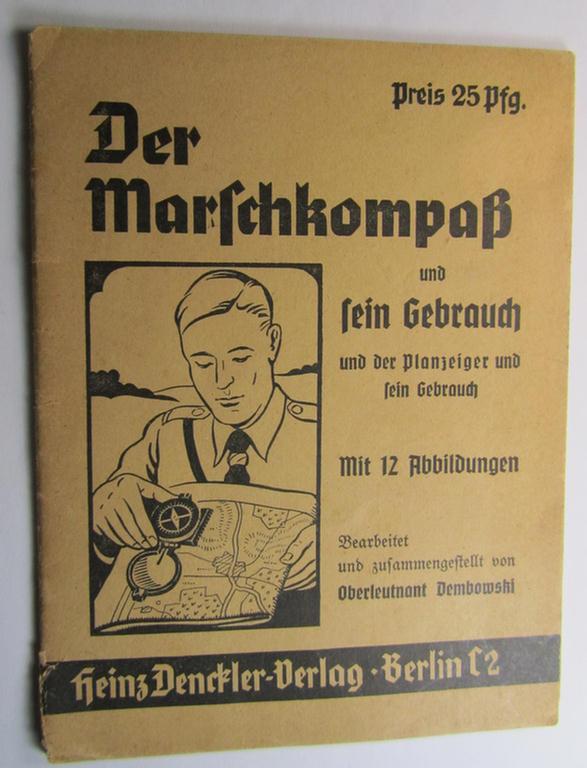 Preis 25 Pfg.
Der
Marſchkompaß
und
ſein Gebrauch
und der Planzeiger und
ſein Gebrauch
Mit 12 Abbildungen
Bearbeitet
und zuſammengeſtellt von
Oberleutnant Dembowski
Heinz Denckler-Verlag · Berlin C2